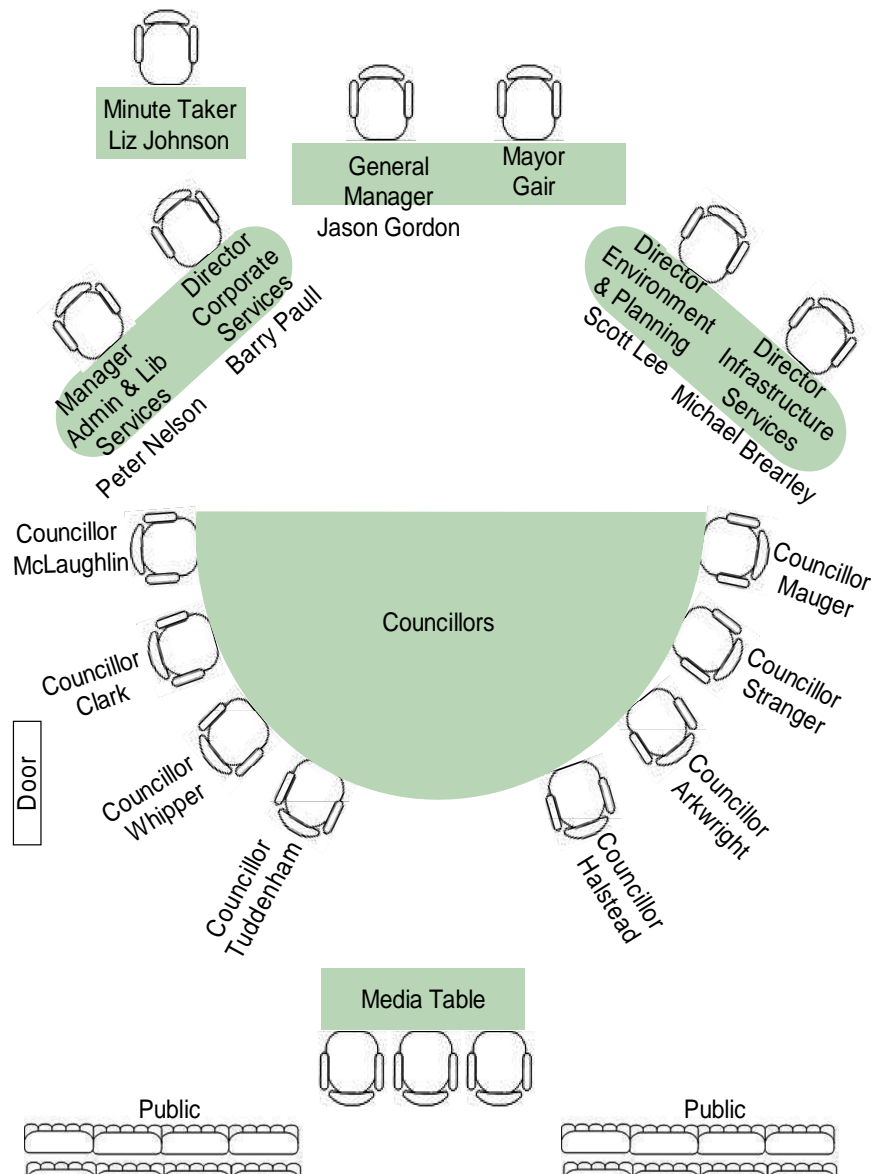 Minute Taker
Liz Johnson
General
Manager
Jason Gordon
Mayor
Gair
Director
Corporate
Services
Barry Paull
Manager
Admin & Lib
Services
Peter Nelson
Director
Environment
& Planning
Scott Lee
Director
Infrastructure
Services
Michael Brearley
Councillor
McLaughlin
Councillor
Clark
Councillor
Whipper
Councillor
Tuddenham
Councillors
Councillor
Mauger
Councillor
Stranger
Councillor
Arkwright
Councillor
Halstead
Door
Media Table
Public
Public